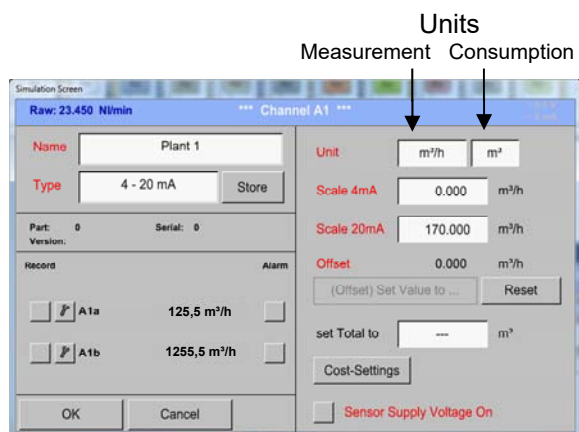 Units
Measurement Consumption
Simulation Screen
Raw: 23.450 Nl/min *** Channel A1 ***
Name Plant 1
Type 4 - 20 mA Store
Part: 0 Serial: 0
Version:
Record Alarm
A1a 125,5 m³/h
A1b 1255,5 m³/h
OK Cancel
Unit m³/h m³
Scale 4mA 0.000 m³/h
Scale 20mA 170.000 m³/h
Offset 0.000 m³/h
(Offset) Set Value to ... Reset
set Total to --- m³
Cost-Settings
Sensor Supply Voltage On